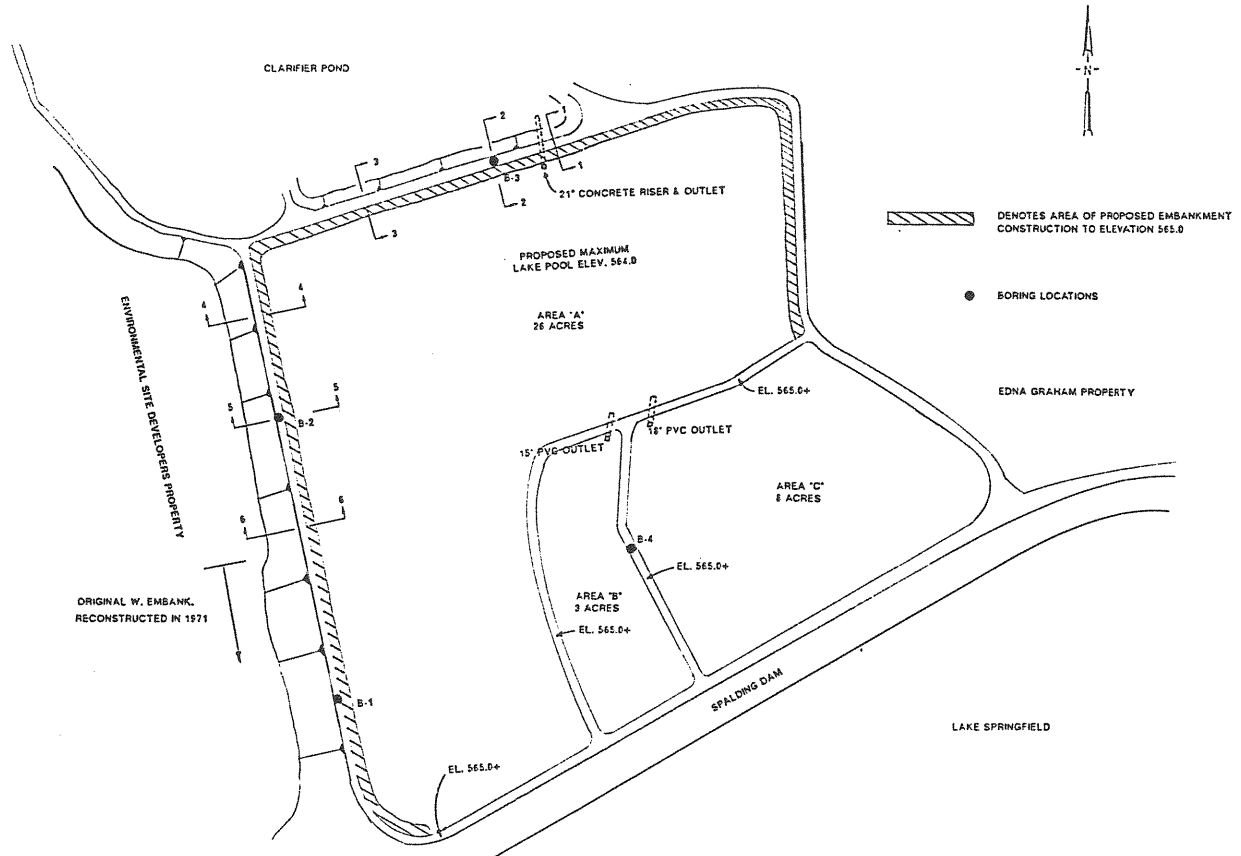 CLARIFIER POND
N
2
1
3
B-3
1
21" CONCRETE RISER & OUTLET
2
3
DENOTES AREA OF PROPOSED EMBANKMENT
CONSTRUCTION TO ELEVATION 565.0
PROPOSED MAXIMUM
LAKE POOL ELEV. 564.0
4
4
BORING LOCATIONS
AREA "A"
26 ACRES
ENVIRONMENTAL SITE DEVELOPERS PROPERTY
5
5
B-2
EL. 565.0+
EDNA GRAHAM PROPERTY
18" PVC OUTLET
15" PVC OUTLET
AREA "C"
8 ACRES
6
6
B-4
EL. 565.0+
ORIGINAL W. EMBANK.
RECONSTRUCTED IN 1971
AREA "B"
3 ACRES
EL. 565.0+
B-1
SPALDING DAM
LAKE SPRINGFIELD
EL. 565.0+